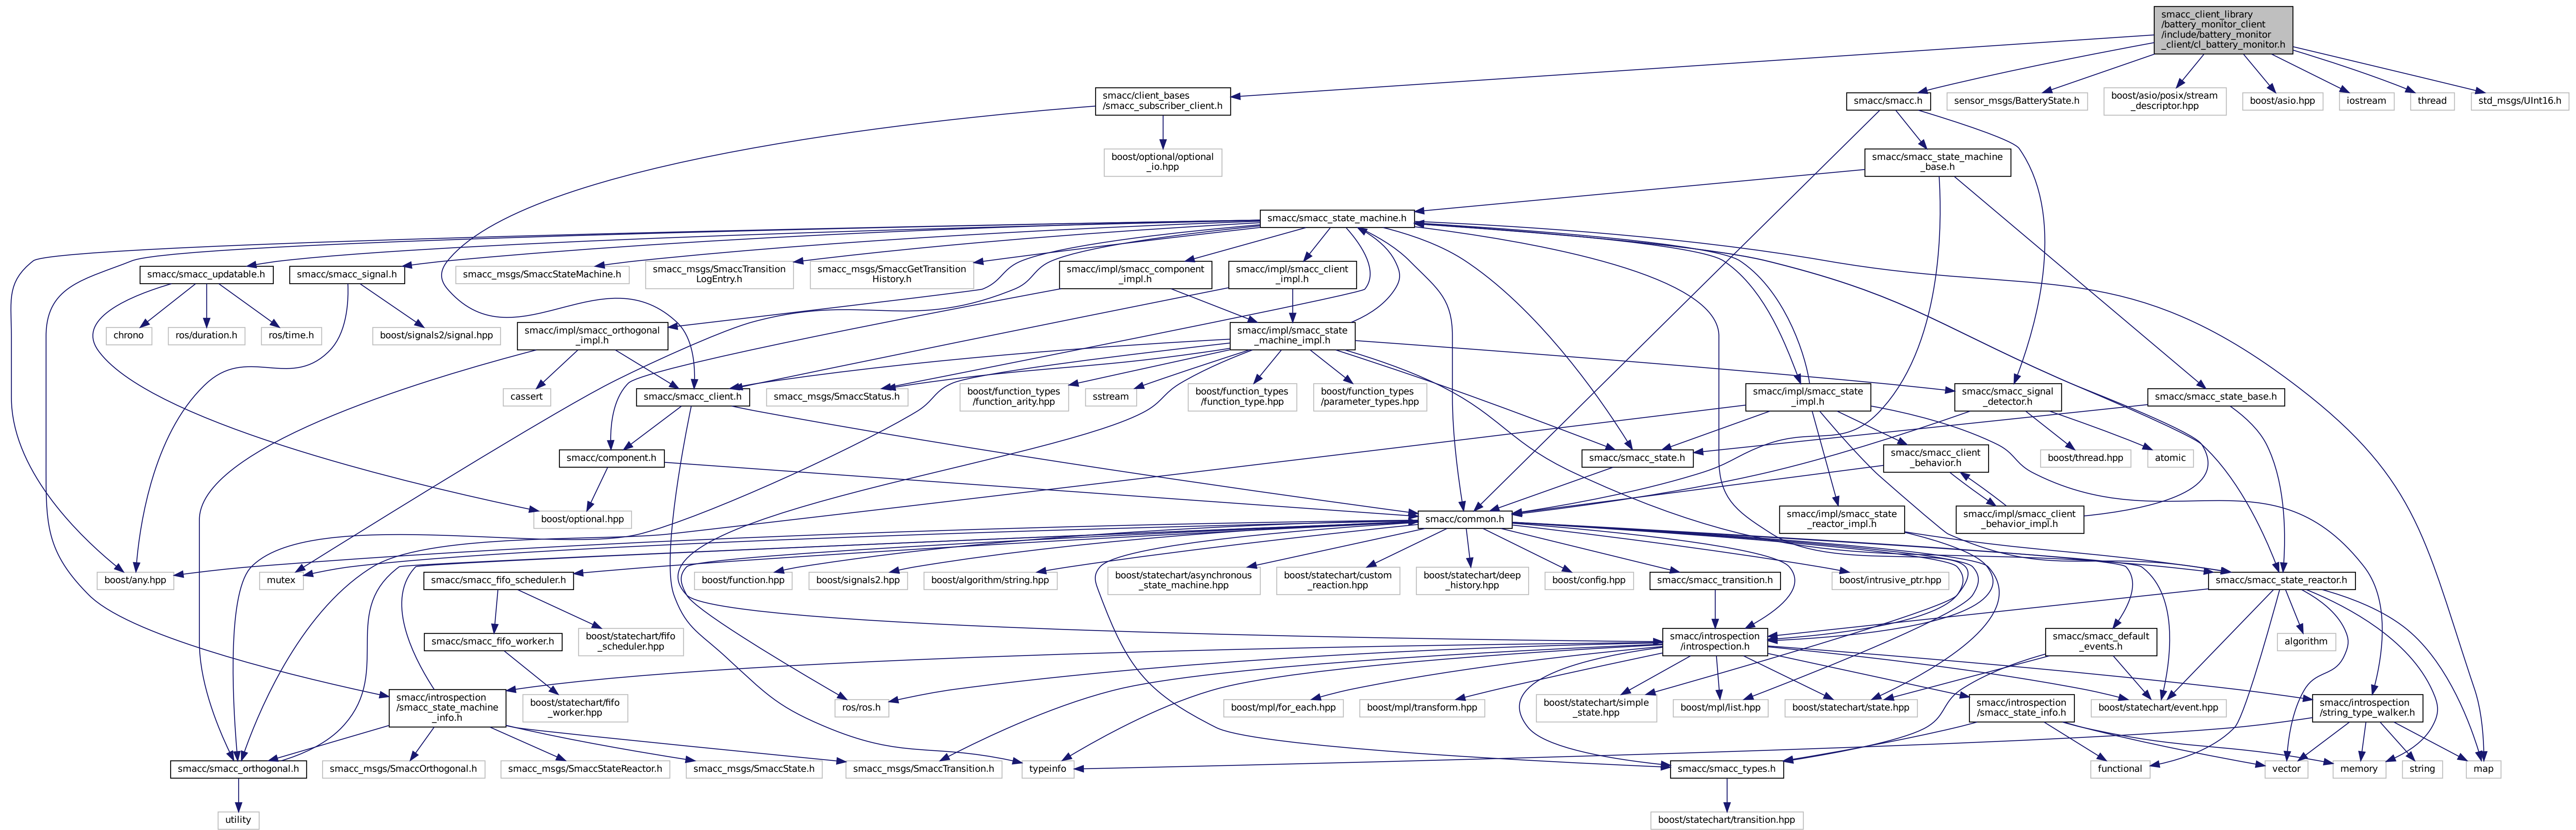 smacc_client_library
/battery_monitor_client
/include/battery_monitor
_client/cl_battery_monitor.h
smacc/client_bases
/smacc_subscriber_client.h
smacc/smacc.h
sensor_msgs/BatteryState.h
boost/asio/posix/stream
_descriptor.hpp
boost/asio.hpp
iostream
thread
std_msgs/UInt16.h
boost/optional/optional
_io.hpp
smacc/smacc_state_machine
_base.h
smacc/smacc_state_machine.h
smacc/smacc_updatable.h
smacc/smacc_signal.h
smacc_msgs/SmaccStateMachine.h
smacc_msgs/SmaccTransition
LogEntry.h
smacc_msgs/SmaccGetTransition
History.h
smacc/impl/smacc_component
_impl.h
smacc/impl/smacc_client
_impl.h
chrono
ros/duration.h
ros/time.h
boost/signals2/signal.hpp
smacc/impl/smacc_orthogonal
_impl.h
smacc/impl/smacc_state
_machine_impl.h
cassert
smacc/smacc_client.h
smacc_msgs/SmaccStatus.h
boost/function_types
/function_arity.hpp
sstream
boost/function_types
/function_type.hpp
boost/function_types
/parameter_types.hpp
smacc/impl/smacc_state
_impl.h
smacc/smacc_signal
_detector.h
smacc/smacc_state_base.h
smacc/component.h
smacc/smacc_state.h
smacc/smacc_client
_behavior.h
boost/thread.hpp
atomic
boost/optional.hpp
smacc/common.h
smacc/impl/smacc_state
_reactor_impl.h
smacc/impl/smacc_client
_behavior_impl.h
boost/any.hpp
mutex
smacc/smacc_fifo_scheduler.h
boost/function.hpp
boost/signals2.hpp
boost/algorithm/string.hpp
boost/statechart/asynchronous
_state_machine.hpp
boost/statechart/custom
_reaction.hpp
boost/statechart/deep
_history.hpp
boost/config.hpp
smacc/smacc_transition.h
boost/intrusive_ptr.hpp
smacc/smacc_state_reactor.h
smacc/smacc_fifo_worker.h
boost/statechart/fifo
_scheduler.hpp
smacc/introspection
/introspection.h
smacc/smacc_default
_events.h
algorithm
smacc/introspection
/smacc_state_machine
_info.h
boost/statechart/fifo
_worker.hpp
ros/ros.h
boost/mpl/for_each.hpp
boost/mpl/transform.hpp
boost/statechart/simple
_state.hpp
boost/mpl/list.hpp
boost/statechart/state.hpp
smacc/introspection
/smacc_state_info.h
boost/statechart/event.hpp
smacc/introspection
/string_type_walker.h
smacc/smacc_orthogonal.h
smacc_msgs/SmaccOrthogonal.h
smacc_msgs/SmaccStateReactor.h
smacc_msgs/SmaccState.h
smacc_msgs/SmaccTransition.h
typeinfo
smacc/smacc_types.h
functional
vector
memory
string
map
utility
boost/statechart/transition.hpp